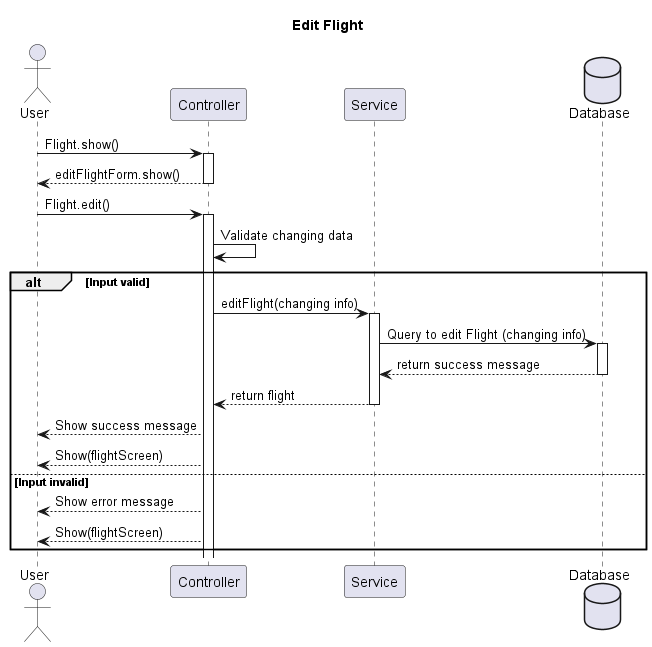 Edit Flight
User
Controller
Service
Database
Flight.show()
editFlightForm.show()
Flight.edit()
Validate changing data
alt
[Input valid]
editFlight(changing info)
Query to edit Flight (changing info)
return success message
return flight
Show success message
Show(flightScreen)
[Input invalid]
Show error message
Show(flightScreen)
User
Controller
Service
Database